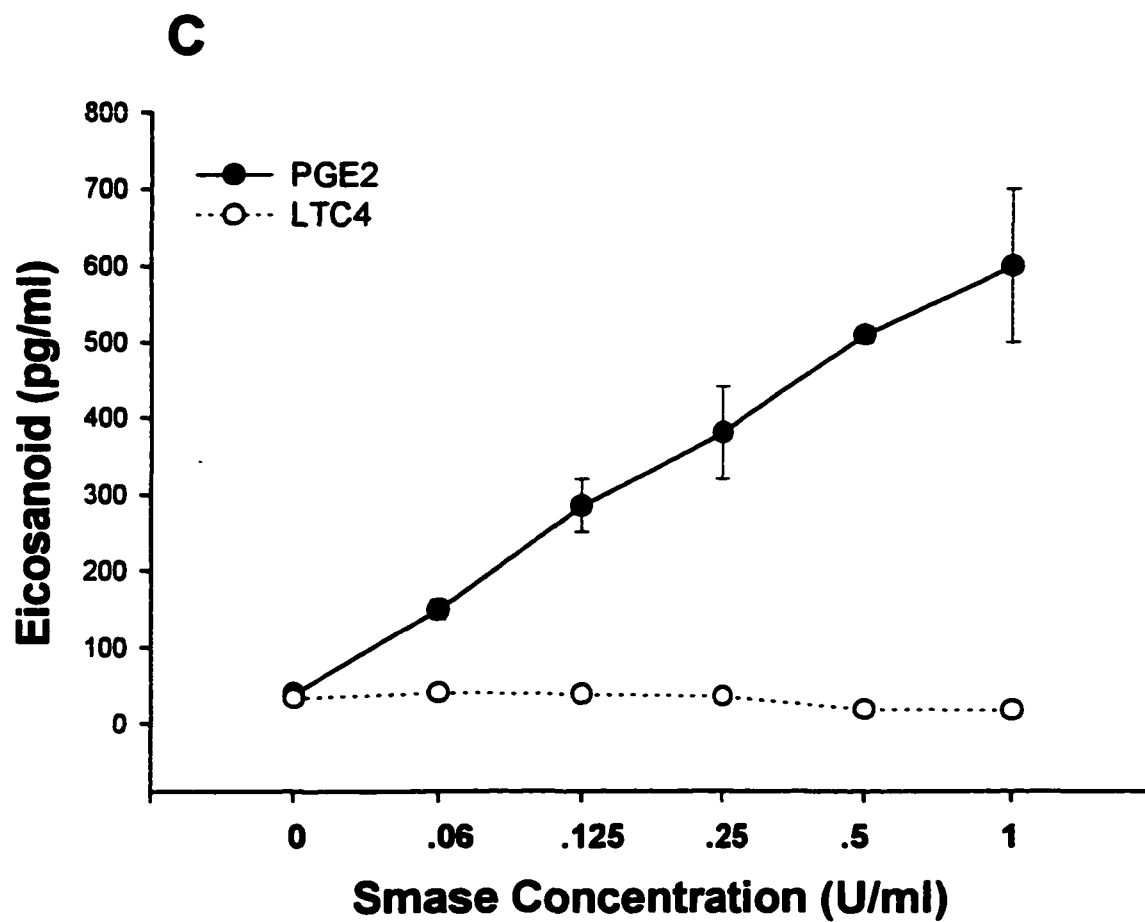 C
800
700
600
500
400
300
200
100
0
PGE2
LTC4
Eicosanoid (pg/ml)
0 .06 .125 .25 .5 1
Smase Concentration (U/ml)